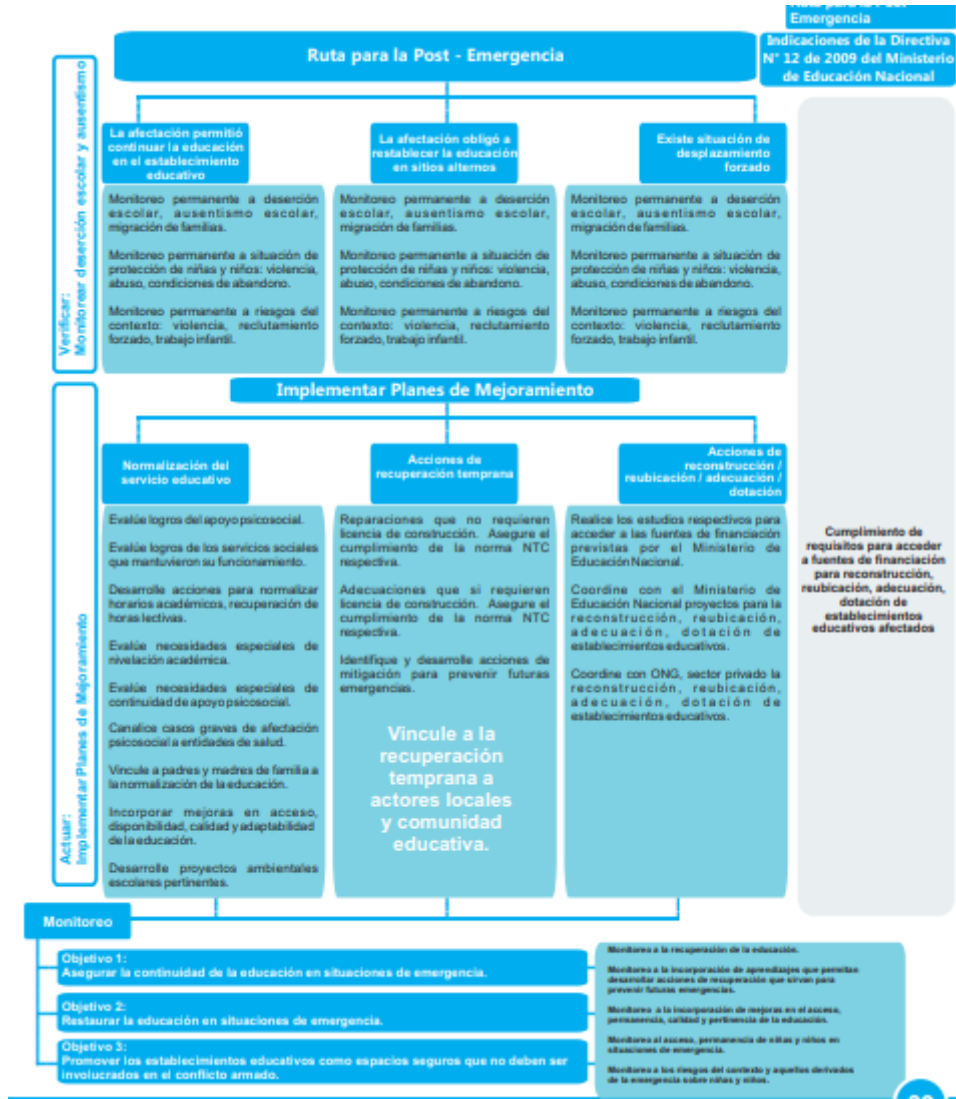 Emergencia
Indicaciones de la Directiva
N° 12 de 2009 del Ministerio
de Educación Nacional
Ruta para la Post - Emergencia
Verificar:
Monitorear deserción escolar y ausentismo
La afectación permitió
continuar la educación
en el establecimiento
educativo
Monitoreo permanente a deserción
escolar, ausentismo escolar,
migración de familias.
Monitoreo permanente a situación de
protección de niñas y niños: violencia,
abuso, condiciones de abandono.
Monitoreo permanente a riesgos del
contexto: violencia, reclutamiento
forzado, trabajo infantil.
La afectación obligó a
restablecer la educación
en sitios alternos
Monitoreo permanente a deserción
escolar, ausentismo escolar,
migración de familias.
Monitoreo permanente a situación de
protección de niñas y niños: violencia,
abuso, condiciones de abandono.
Monitoreo permanente a riesgos del
contexto: violencia, reclutamiento
forzado, trabajo infantil.
Existe situación de
desplazamiento
forzado
Monitoreo permanente a deserción
escolar, ausentismo escolar,
migración de familias.
Monitoreo permanente a situación de
protección de niñas y niños: violencia,
abuso, condiciones de abandono.
Monitoreo permanente a riesgos del
contexto: violencia, reclutamiento
forzado, trabajo infantil.
Actuar:
Implementar Planes de Mejoramiento
Implementar Planes de Mejoramiento
Normalización del
servicio educativo
Evalúe logros del apoyo psicosocial.
Evalúe logros de los servicios sociales
que mantuvieron su funcionamiento.
Desarrolle acciones para normalizar
horarios académicos, recuperación de
horas lectivas.
Evalúe necesidades especiales de
nivelación académica.
Evalúe necesidades especiales de
continuidad de apoyo psicosocial.
Canalice casos graves de afectación
psicosocial a entidades de salud.
Vincule a padres y madres de familia a
la normalización de la educación.
Incorporar mejoras en acceso,
disponibilidad, calidad y adaptabilidad
de la educación.
Desarrolle proyectos ambientales
escolares pertinentes.
Acciones de
recuperación temprana
Reparaciones que no requieren
licencia de construcción. Asegure el
cumplimiento de la norma NTC
respectiva.
Adecuaciones que si requieren
licencia de construcción. Asegure el
cumplimiento de la norma NTC
respectiva.
Identifique y desarrolle acciones de
mitigación para prevenir futuras
emergencias.
Vincule a la
recuperación
temprana a
actores locales
y comunidad
educativa.
Acciones de
reconstrucción /
reubicación / adecuación /
dotación
Realice los estudios respectivos para
acceder a las fuentes de financiación
previstas por el Ministerio de
Educación Nacional.
Coordine con el Ministerio de
Educación Nacional proyectos para la
reconstrucción, reubicación,
adecuación, dotación de
establecimientos educativos.
Coordine con ONG, sector privado la
reconstrucción, reubicación,
adecuación, dotación de
establecimientos educativos.
Cumplimiento de
requisitos para acceder
a fuentes de financiación
para reconstrucción,
reubicación, adecuación,
dotación de
establecimientos
educativos afectados
Monitoreo
Objetivo 1:
Asegurar la continuidad de la educación en situaciones de emergencia.
Objetivo 2:
Restaurar la educación en situaciones de emergencia.
Objetivo 3:
Promover los establecimientos educativos como espacios seguros que no deben ser
involucrados en el conflicto armado.
Monitoreo a la recuperación de la educación.
Monitoreo a la incorporación de aprendizajes que permitan
desarrollar acciones de recuperación que sirvan para
prevenir futuras emergencias.
Monitoreo a la incorporación de mejoras en el acceso,
permanencia, calidad y pertinencia de la educación.
Monitoreo al acceso, permanencia de niñas y niños en
situaciones de emergencia.
Monitoreo a los riesgos del contexto y aquellos derivados
de la emergencia sobre niñas y niños.